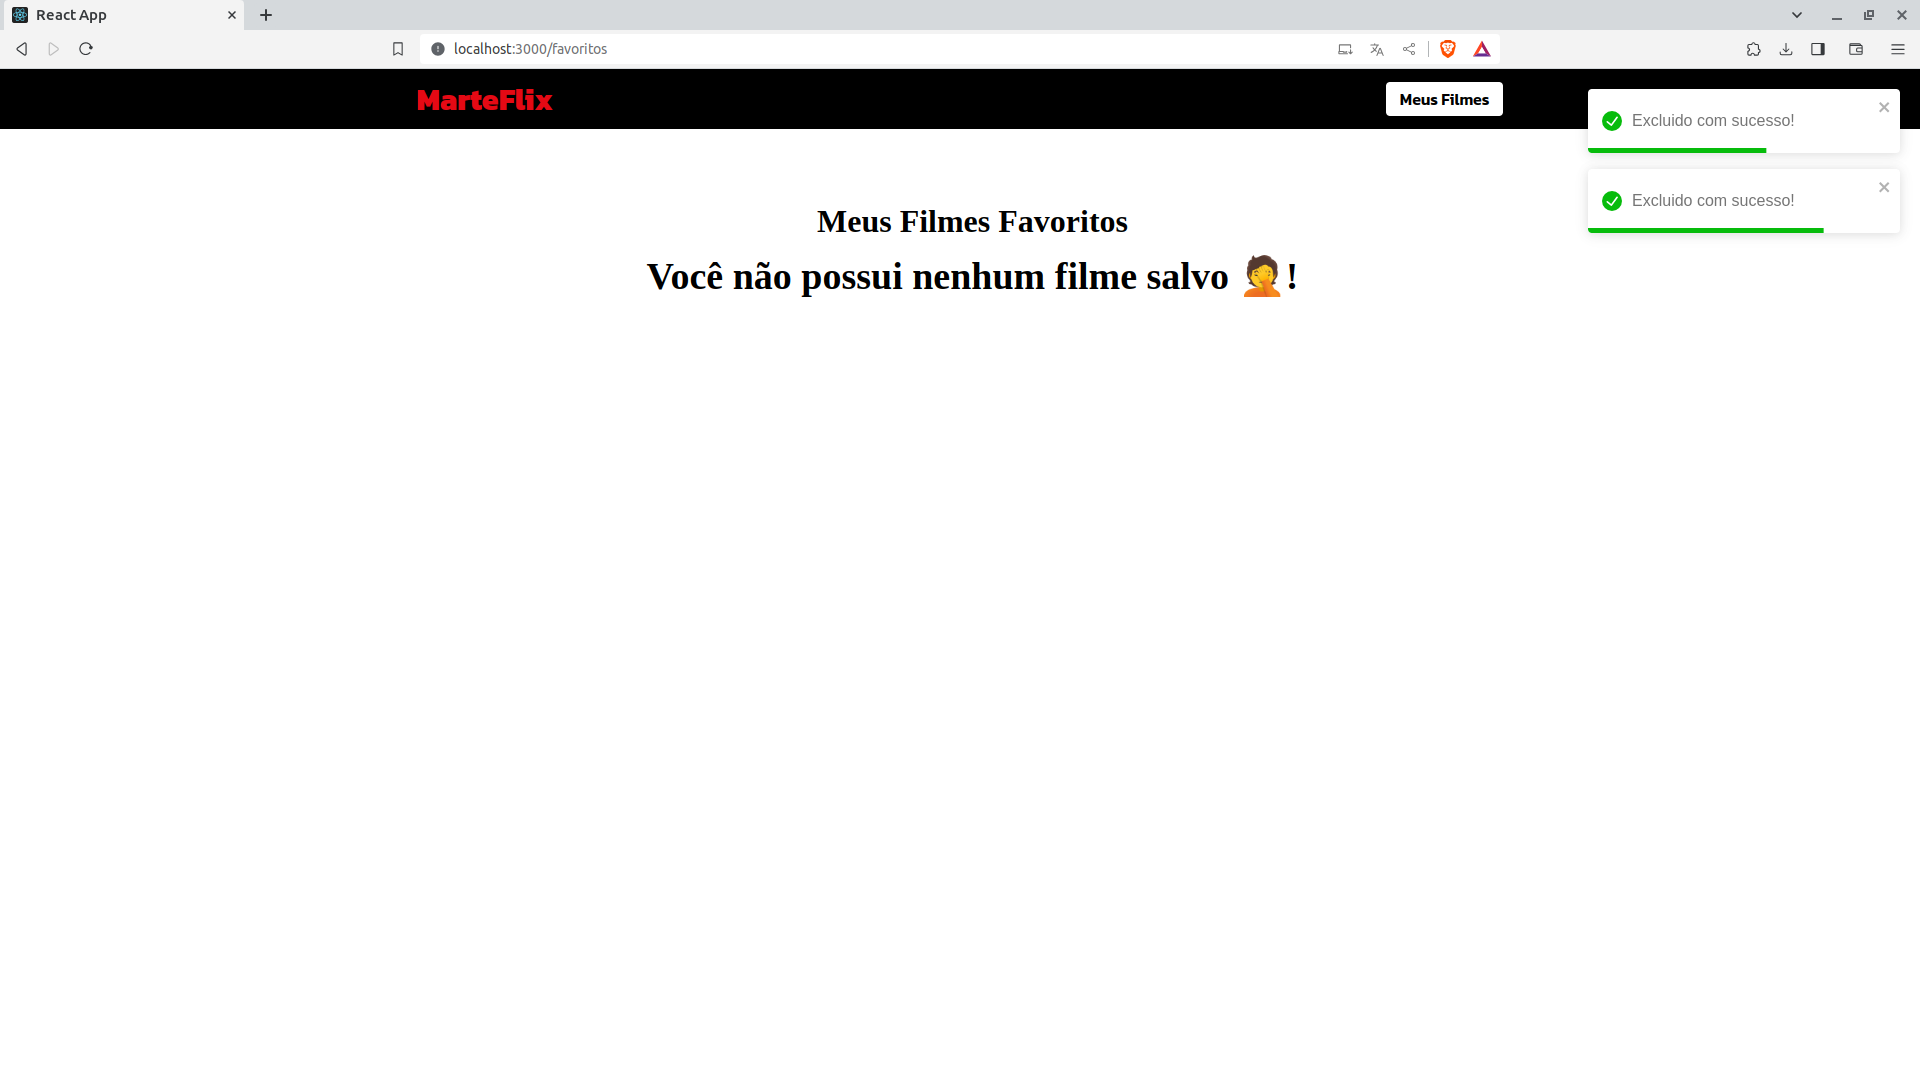 React App
localhost:3000/favoritos
MarteFlix
Meus Filmes
Excluido com sucesso!
Excluido com sucesso!
Meus Filmes Favoritos
Você não possui nenhum filme salvo 🤦!